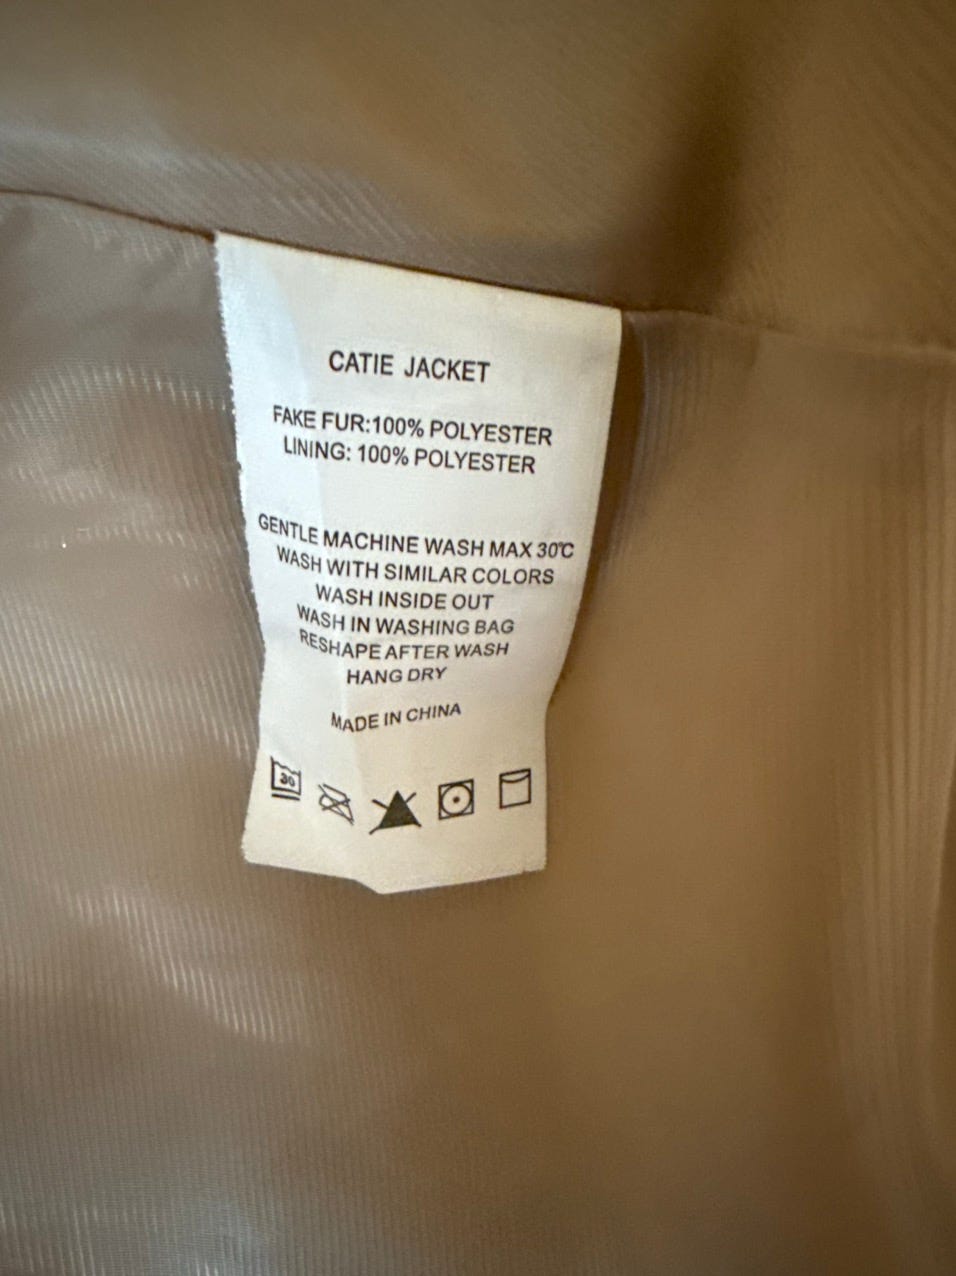 CATIE JACKET
FAKE FUR:100% POLYESTER
LINING: 100% POLYESTER
GENTLE MACHINE WASH MAX 30℃
WASH WITH SIMILAR COLORS
WASH INSIDE OUT
WASH IN WASHING BAG
RESHAPE AFTER WASH
HANG DRY
MADE IN CHINA
30